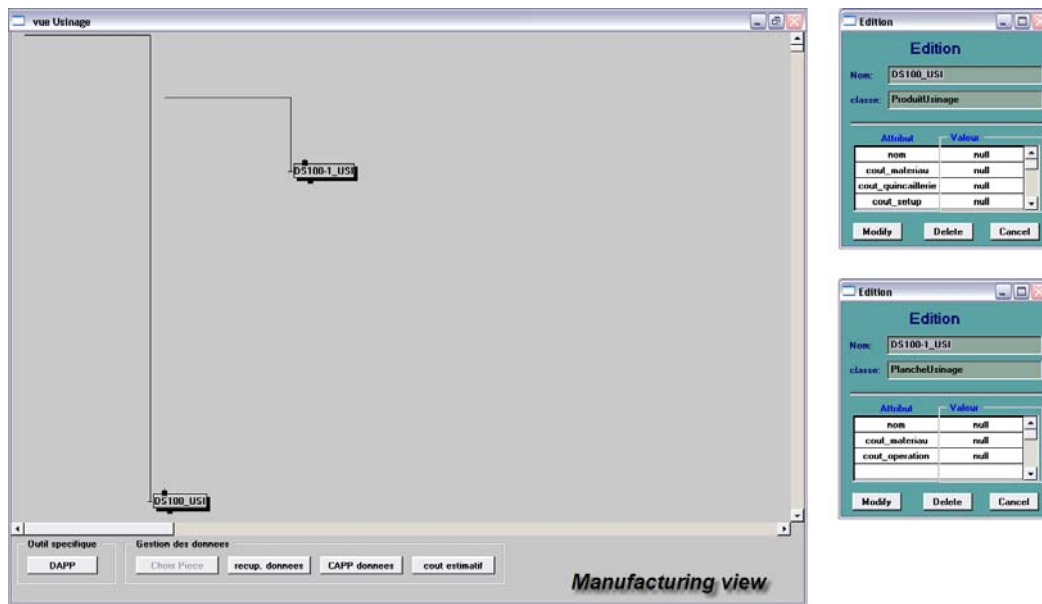 vue Usinage
DS100-1_USI
DS100_USI
Outil specifique
Gestion des donnees
DAPP
Choix Piece
recup. donnees
CAPP donnees
cout estimatif
Manufacturing view
Edition
Edition
Nom: DS100_USI
classe: ProduitUsinage
Attribut Valeur
nom null
cout_materiau null
cout_quincaillerie null
cout_setup null
Modify Delete Cancel
Edition
Edition
Nom: DS100-1_USI
classe: PlancheUsinage
Attribut Valeur
nom null
cout_materiau null
cout_operation null
Modify Delete Cancel